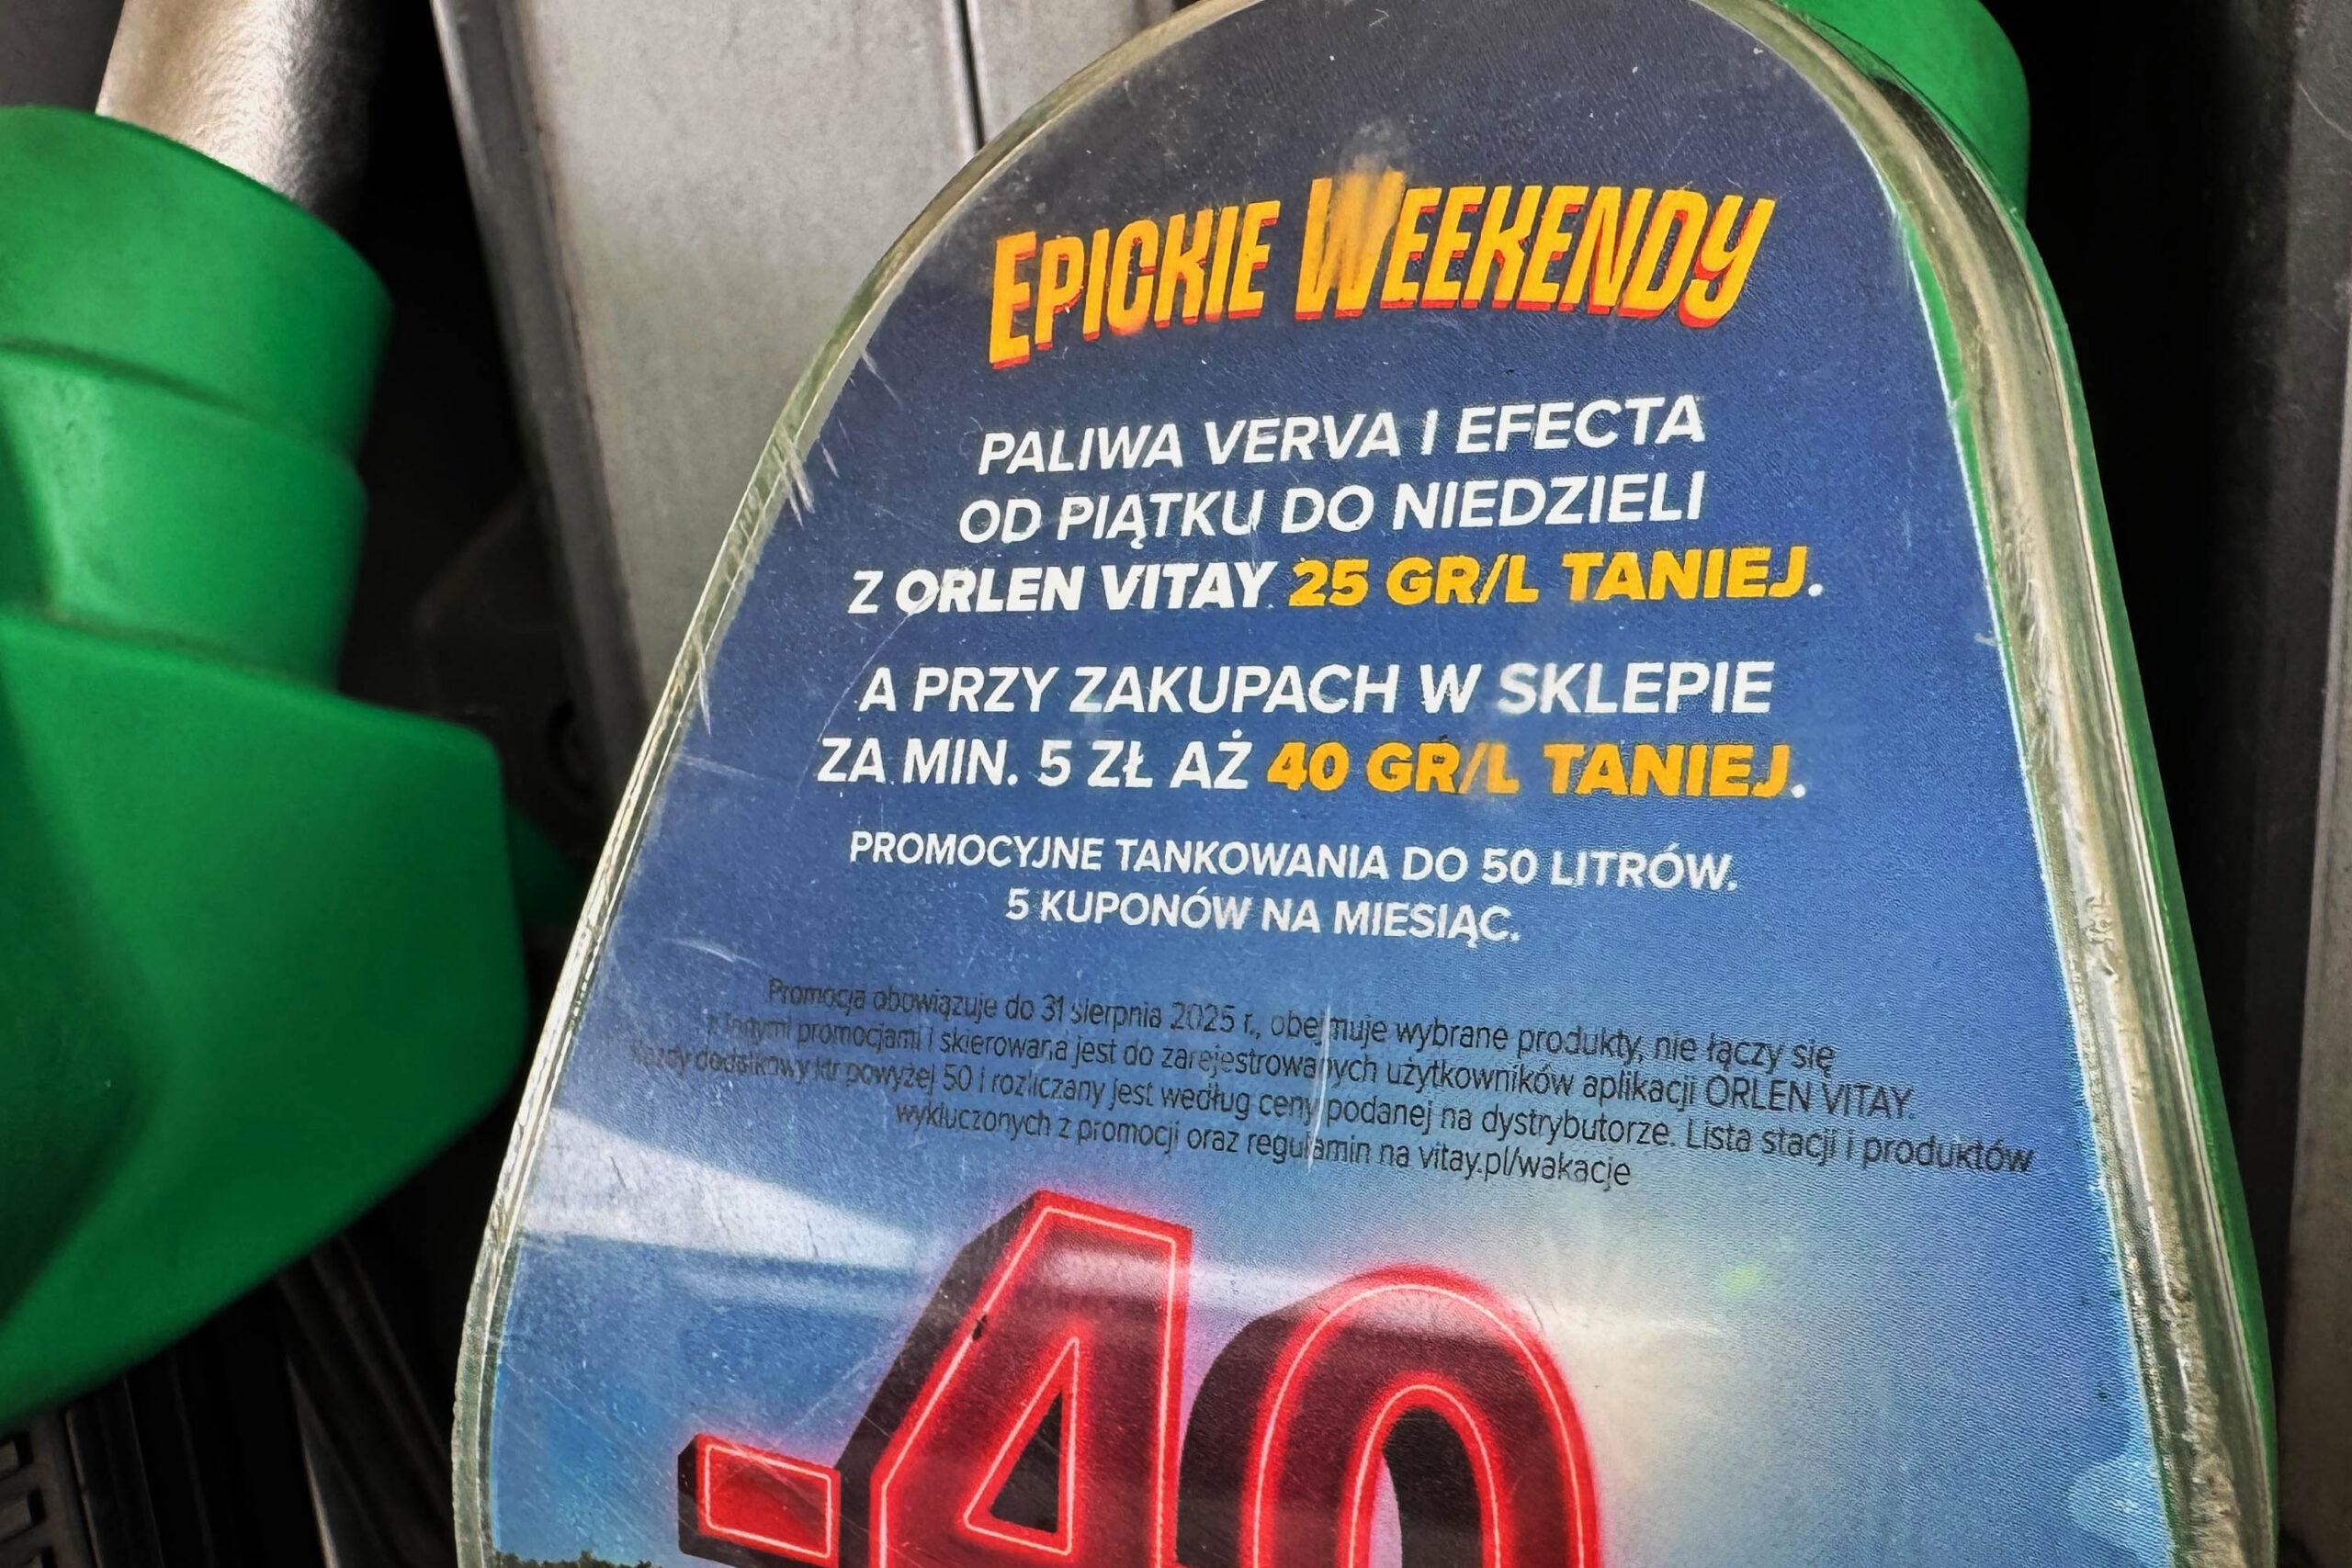 EPICKIE WEEKENDY
PALIWA VERVA I EFECTA
OD PIĄTKU DO NIEDZIELI
Z ORLEN VITAY 25 GR/L TANIEJ.
A PRZY ZAKUPACH W SKLEPIE
ZA MIN. 5 ZŁ AŻ 40 GR/L TANIEJ.
PROMOCYJNE TANKOWANIA DO 50 LITRÓW.
5 KUPONÓW NA MIESIĄC.
Promocja obowiązuje do 31 sierpnia 2025 r., obejmuje wybrane produkty, nie łączy się
z innymi promocjami i skierowana jest do zarejestrowanych użytkowników aplikacji ORLEN VITAY.
Każdy dodatkowy litr powyżej 50 l rozliczany jest według ceny podanej na dystrybutorze. Lista stacji i produktów
wykluczonych z promocji oraz regulamin na vitay.pl/wakacje
-40